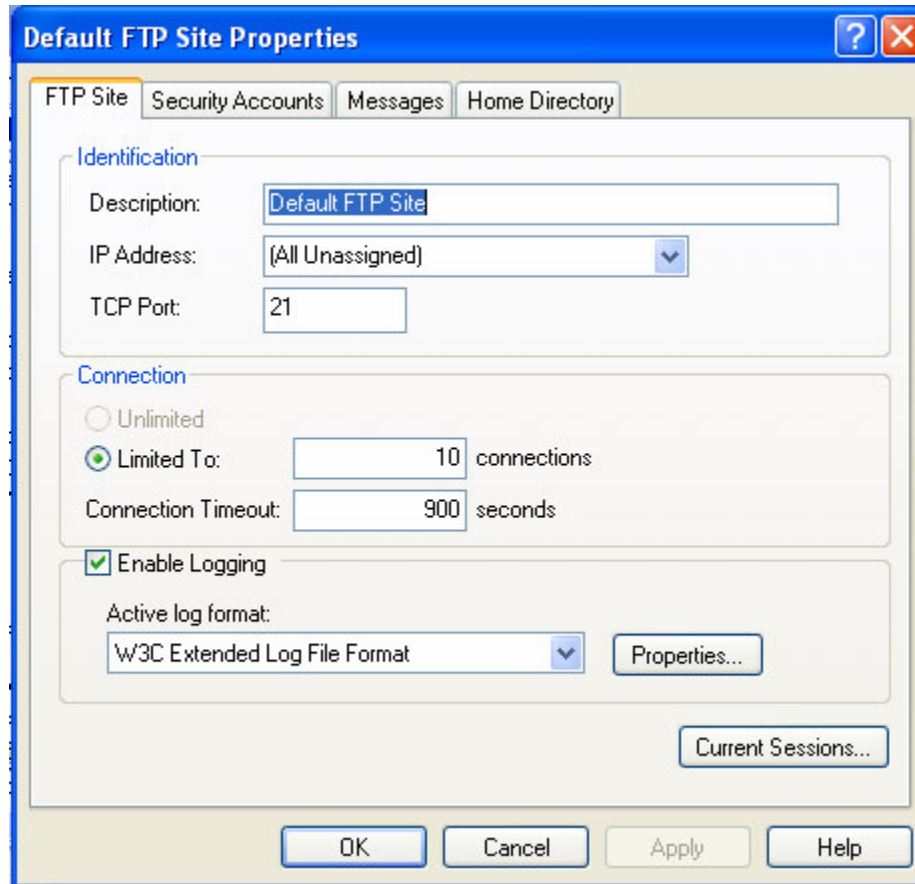 Default FTP Site Properties
FTP Site Security Accounts Messages Home Directory
Identification
Description: Default FTP Site
IP Address: (All Unassigned)
TCP Port: 21
Connection
Unlimited
Limited To: 10 connections
Connection Timeout: 900 seconds
Enable Logging
Active log format:
W3C Extended Log File Format Properties...
Current Sessions...
OK Cancel Apply Help